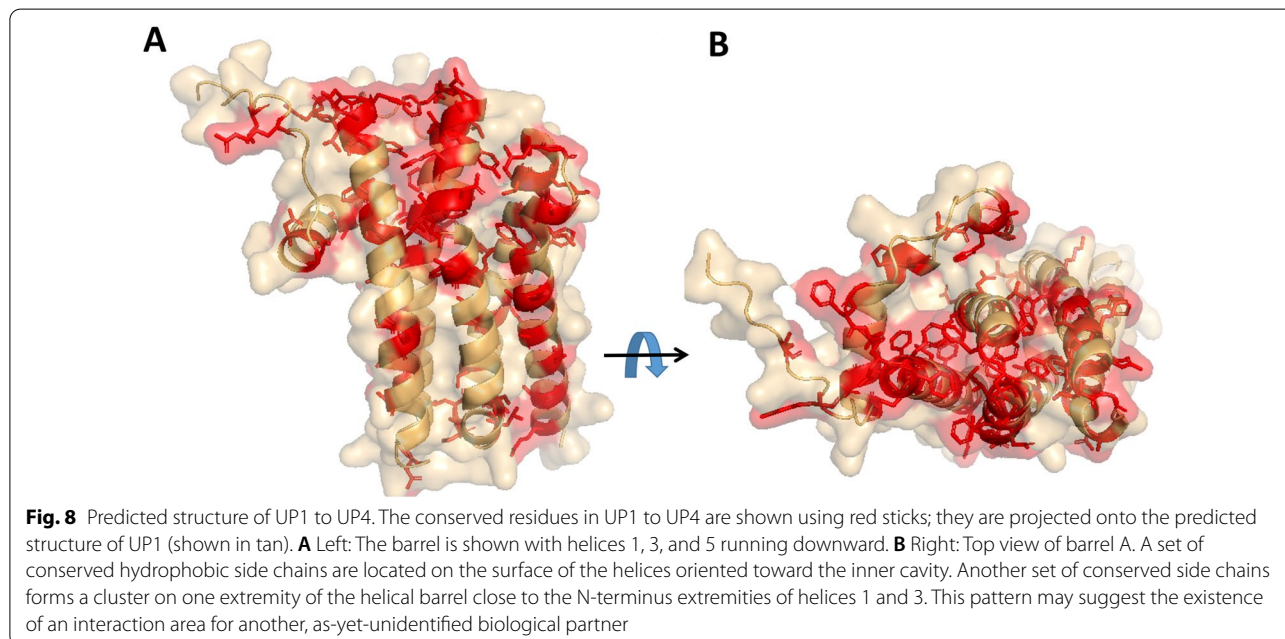 A
B
Fig. 8 Predicted structure of UP1 to UP4. The conserved residues in UP1 to UP4 are shown using red sticks; they are projected onto the predicted
structure of UP1 (shown in tan). A Left: The barrel is shown with helices 1, 3, and 5 running downward. B Right: Top view of barrel A. A set of
conserved hydrophobic side chains are located on the surface of the helices oriented toward the inner cavity. Another set of conserved side chains
forms a cluster on one extremity of the helical barrel close to the N-terminus extremities of helices 1 and 3. This pattern may suggest the existence
of an interaction area for another, as-yet-unidentified biological partner